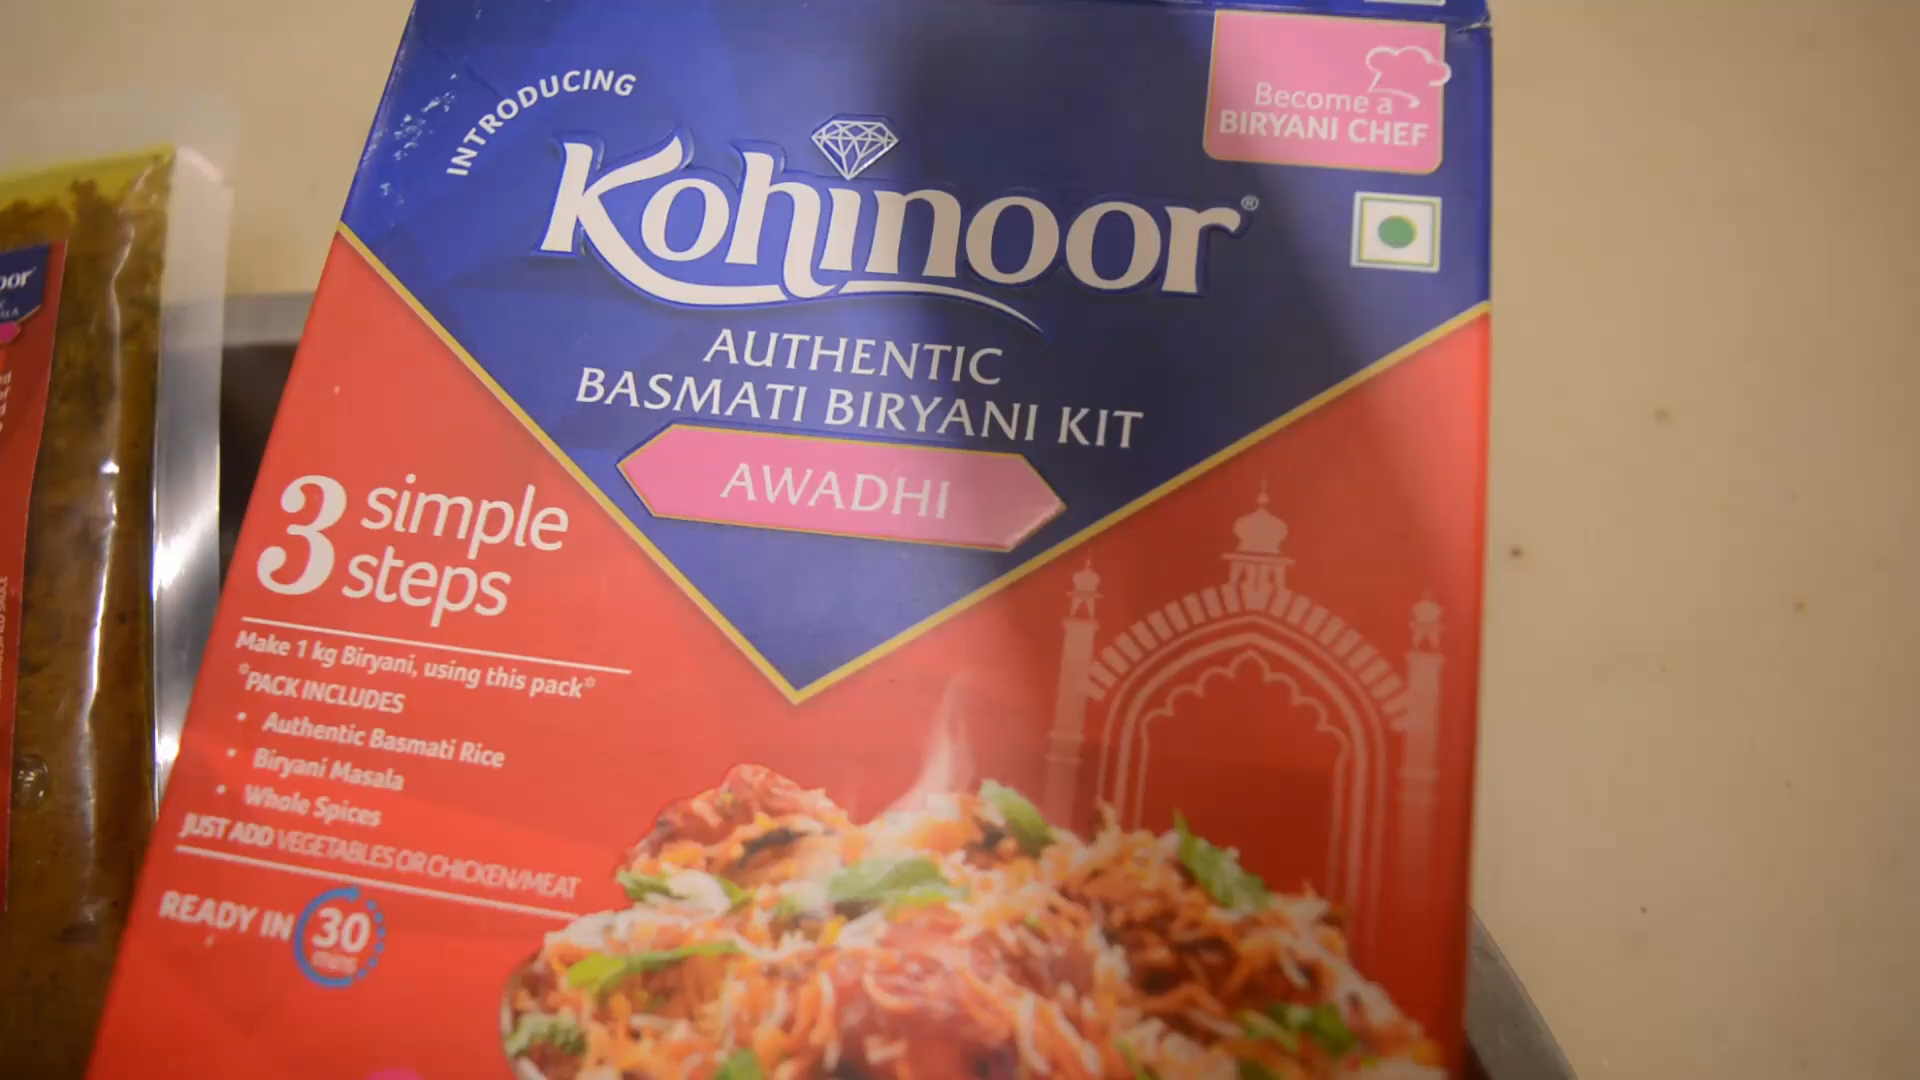 INTRODUCING
Kohinoor®
Become a
BIRYANI CHEF
AUTHENTIC
BASMATI BIRYANI KIT
AWADHI
3 simple
steps
Make 1 kg Biryani, using this pack*
*PACK INCLUDES
• Authentic Basmati Rice
• Biryani Masala
• Whole Spices
JUST ADD VEGETABLES OR CHICKEN/MEAT
READY IN 30
mins
oor